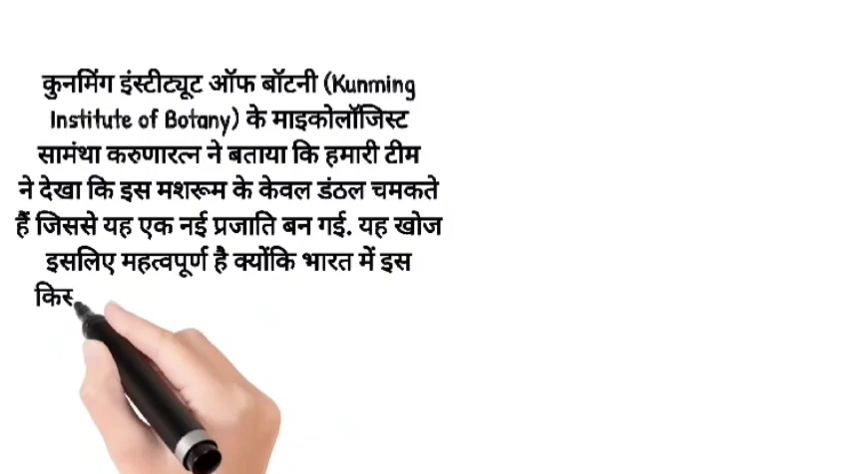 कुनमिंग इंस्टीट्यूट ऑफ बॉटनी (Kunming
Institute of Botany) के माइकोलॉजिस्ट
सामंथा करुणारत्न ने बताया कि हमारी टीम
ने देखा कि इस मशरूम के केवल डंठल चमकते
हैं जिससे यह एक नई प्रजाति बन गई. यह खोज
इसलिए महत्वपूर्ण है क्योंकि भारत में इस